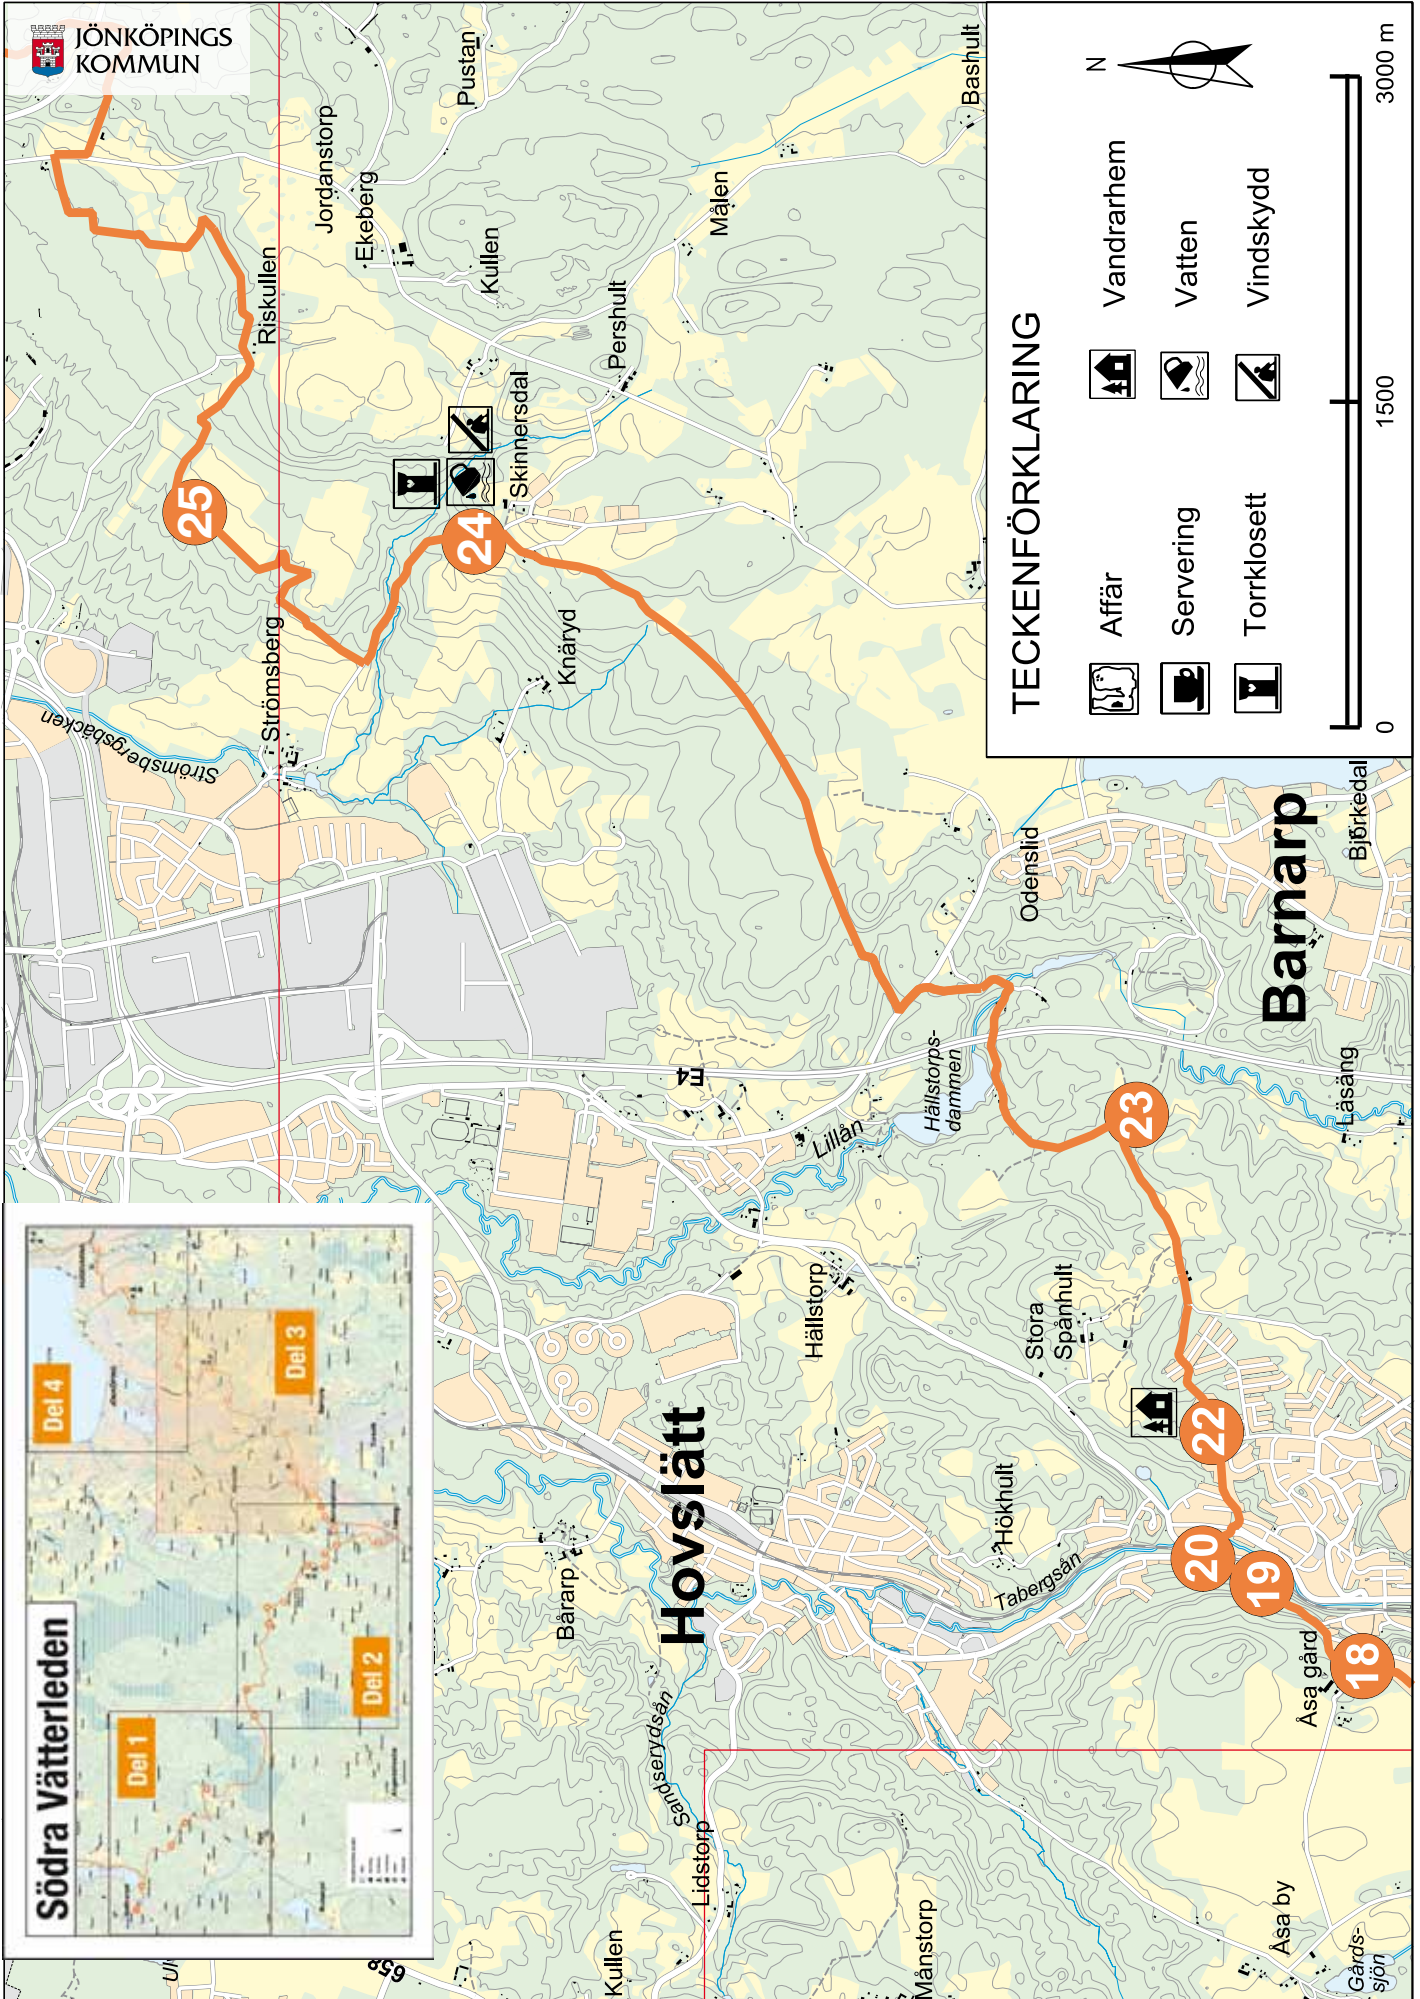 JÖNKÖPINGS
KOMMUN
Södra Vätterleden
Del 1
Del 2
Del 3
Del 4
TECKENFÖRKLARING
Affär
Vandrarhem
Servering
Vatten
Torrklosett
Vindskydd
N
0
1500
3000 m
Pustan
Bashult
Jordanstorp
Ekeberg
Kullen
Målen
Riskullen
Pershult
Skinnersdal
25
24
Strömsberg
Strömsbergsbäcken
Knäryd
Odenslid
Björkedal
Barnarp
E4
Hällstorps-
dammen
Lillån
Läsäng
23
Hällstorp
Stora
Spånhult
22
20
19
18
Hovslätt
Hökhult
Tabergsån
Bårarp
Åsa gård
Sandserydsån
Lidstorp
Kullen
Månstorp
Åsa by
Gårds-
sjön
658